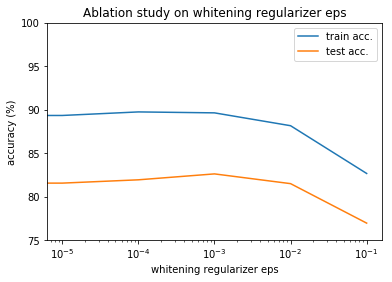 Ablation study on whitening regularizer eps
100
95
90
85
80
75
accuracy (%)
train acc.
test acc.
10⁻⁵
10⁻⁴
10⁻³
10⁻²
10⁻¹
whitening regularizer eps